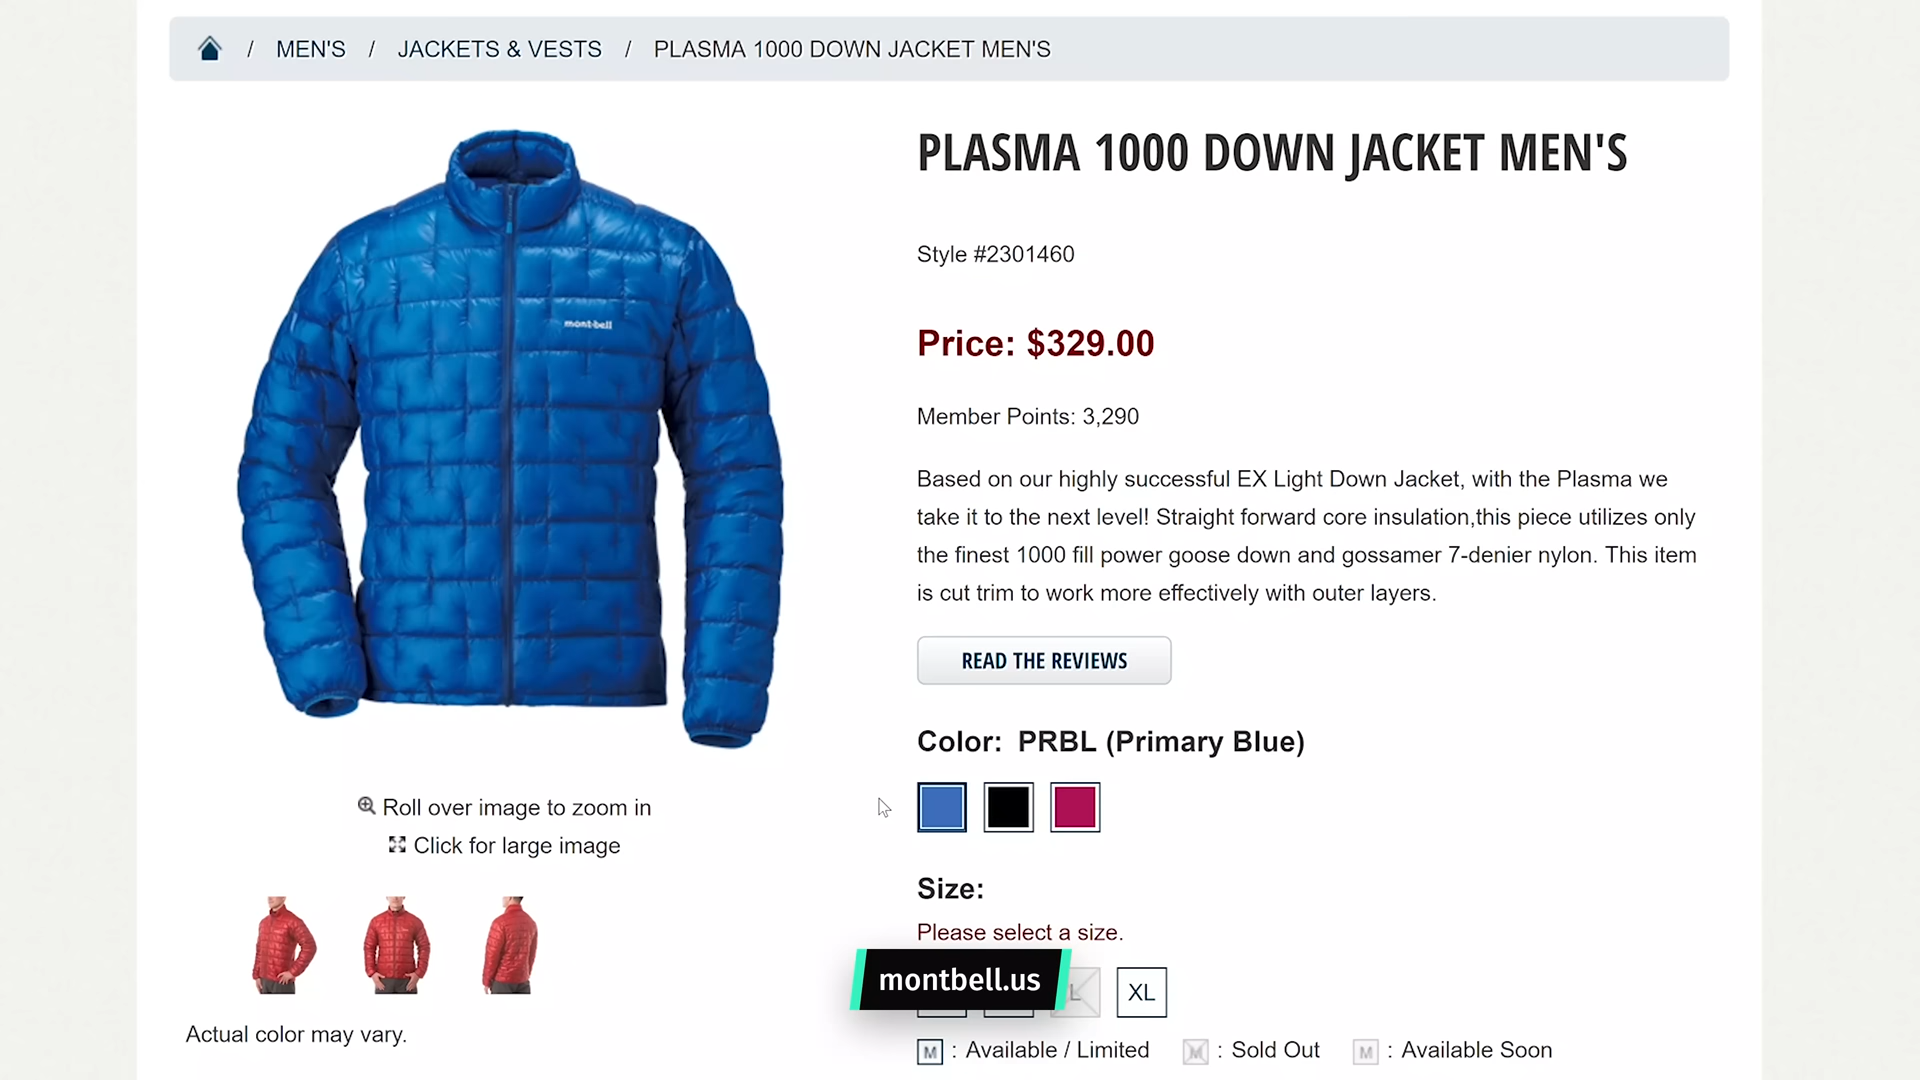 / MEN'S / JACKETS & VESTS / PLASMA 1000 DOWN JACKET MEN'S
PLASMA 1000 DOWN JACKET MEN'S
Style #2301460
Price: $329.00
mont-bell
Member Points: 3,290
Based on our highly successful EX Light Down Jacket, with the Plasma we
take it to the next level! Straight forward core insulation,this piece utilizes only
the finest 1000 fill power goose down and gossamer 7-denier nylon. This item
is cut trim to work more effectively with outer layers.
READ THE REVIEWS
Color: PRBL (Primary Blue)
Roll over image to zoom in
Click for large image
Size:
Please select a size.
montbell.us
L XL
Actual color may vary.
M : Available / Limited M : Sold Out M : Available Soon